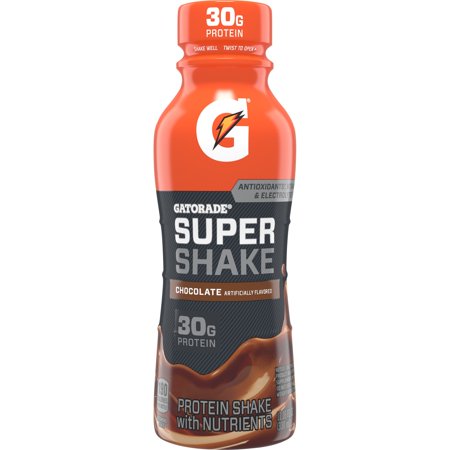 30G
PROTEIN
SHAKE WELL TWIST TO OPEN
G
ANTIOXIDANTS
& ELECTROL
GATORADE®
SUPER
SHAKE
CHOCOLATE ARTIFICIALLY FLAVORED
30G
PROTEIN
PROTEIN SHAKE
with NUTRIENTS